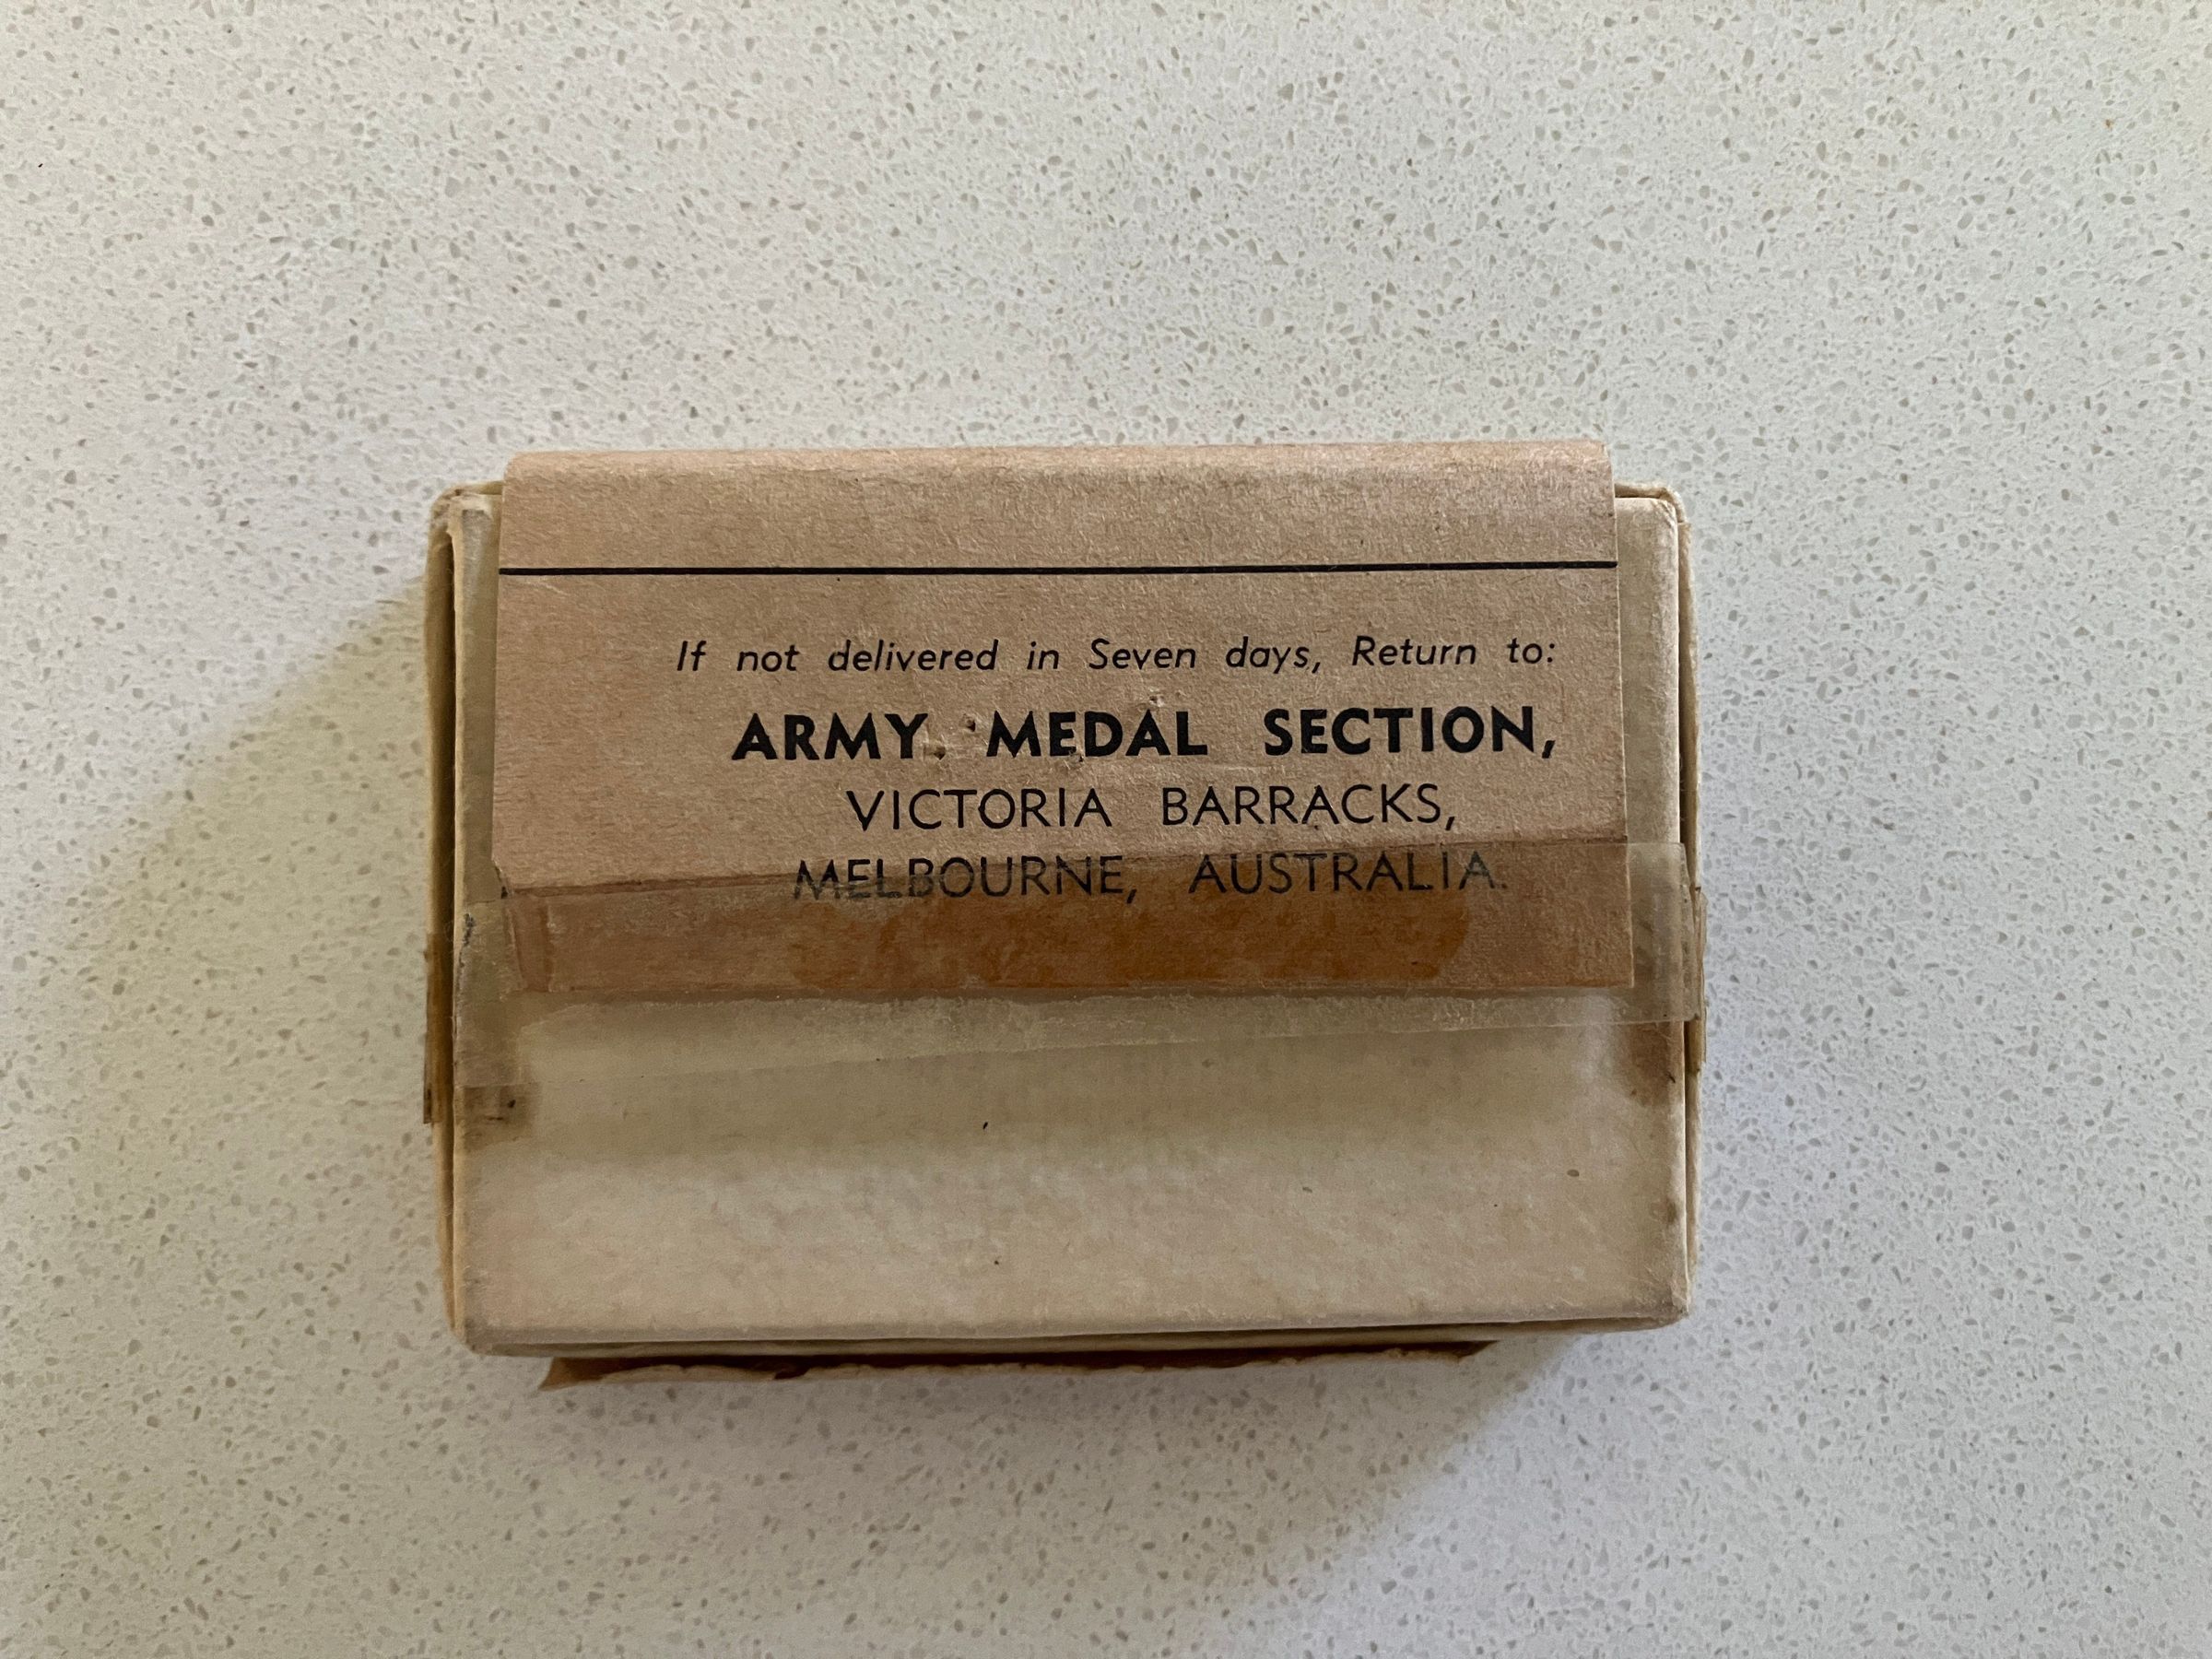 If not delivered in Seven days, Return to:
ARMY MEDAL SECTION,
VICTORIA BARRACKS,
MELBOURNE, AUSTRALIA.